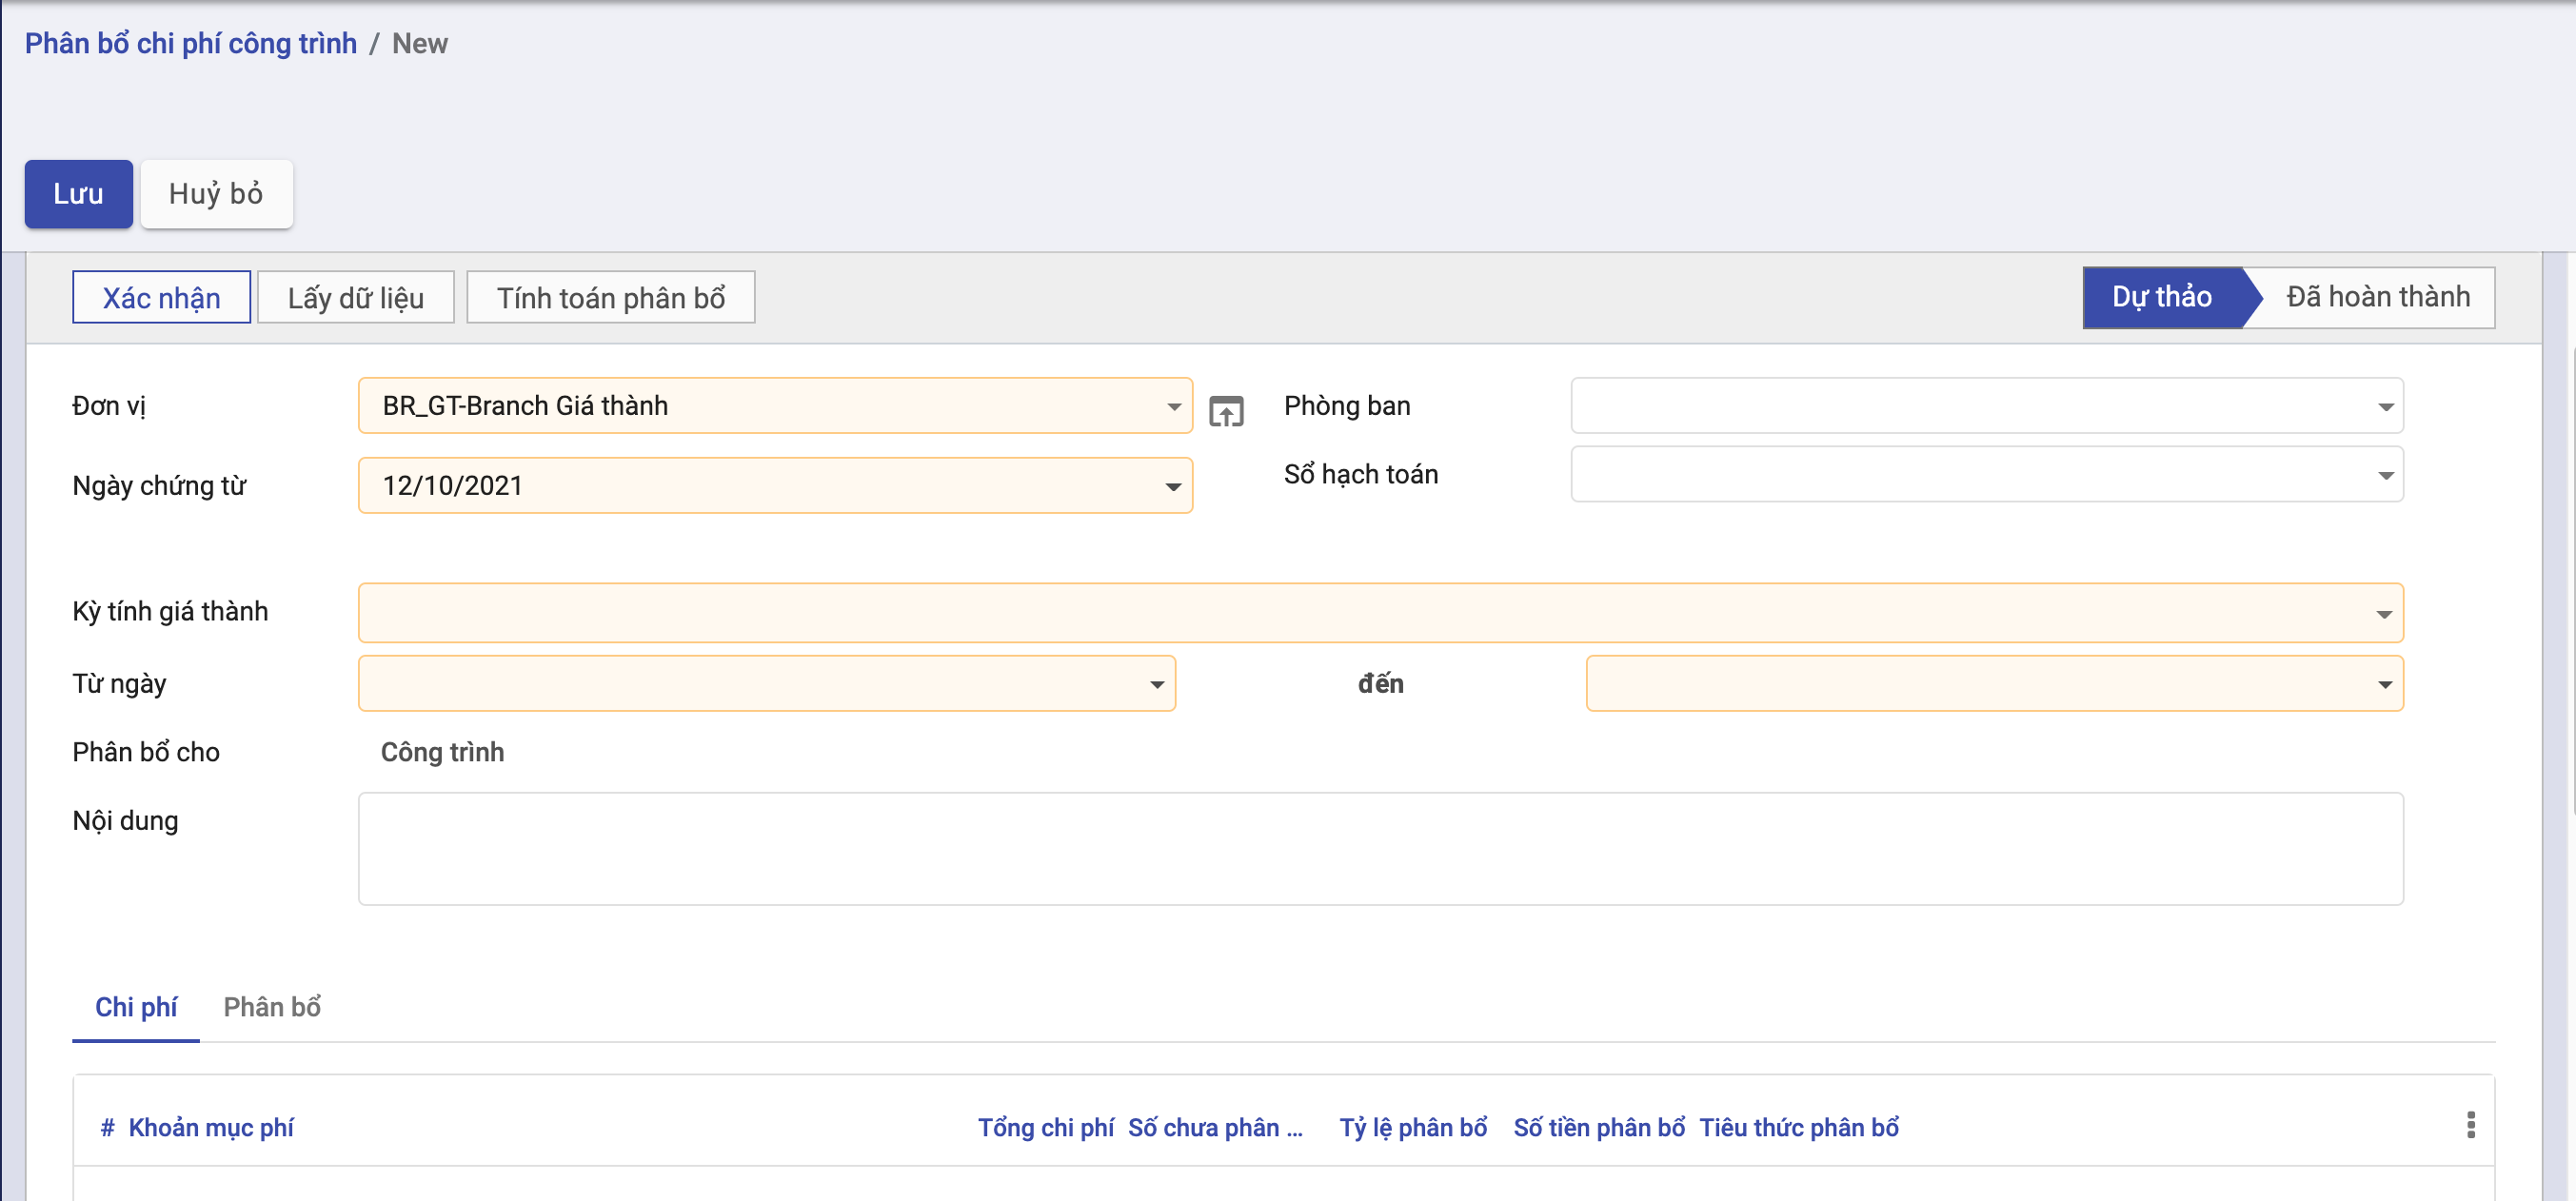 Phân bổ chi phí công trình / New
Lưu Huỷ bỏ
Xác nhận Lấy dữ liệu Tính toán phân bổ Dự thảo Đã hoàn thành
Đơn vị BR_GT-Branch Giá thành Phòng ban
Ngày chứng từ 12/10/2021 Sổ hạch toán
Kỳ tính giá thành
Từ ngày đến
Phân bổ cho Công trình
Nội dung
Chi phí Phân bổ
# Khoản mục phí Tổng chi phí Số chưa phân ... Tỷ lệ phân bổ Số tiền phân bổ Tiêu thức phân bổ